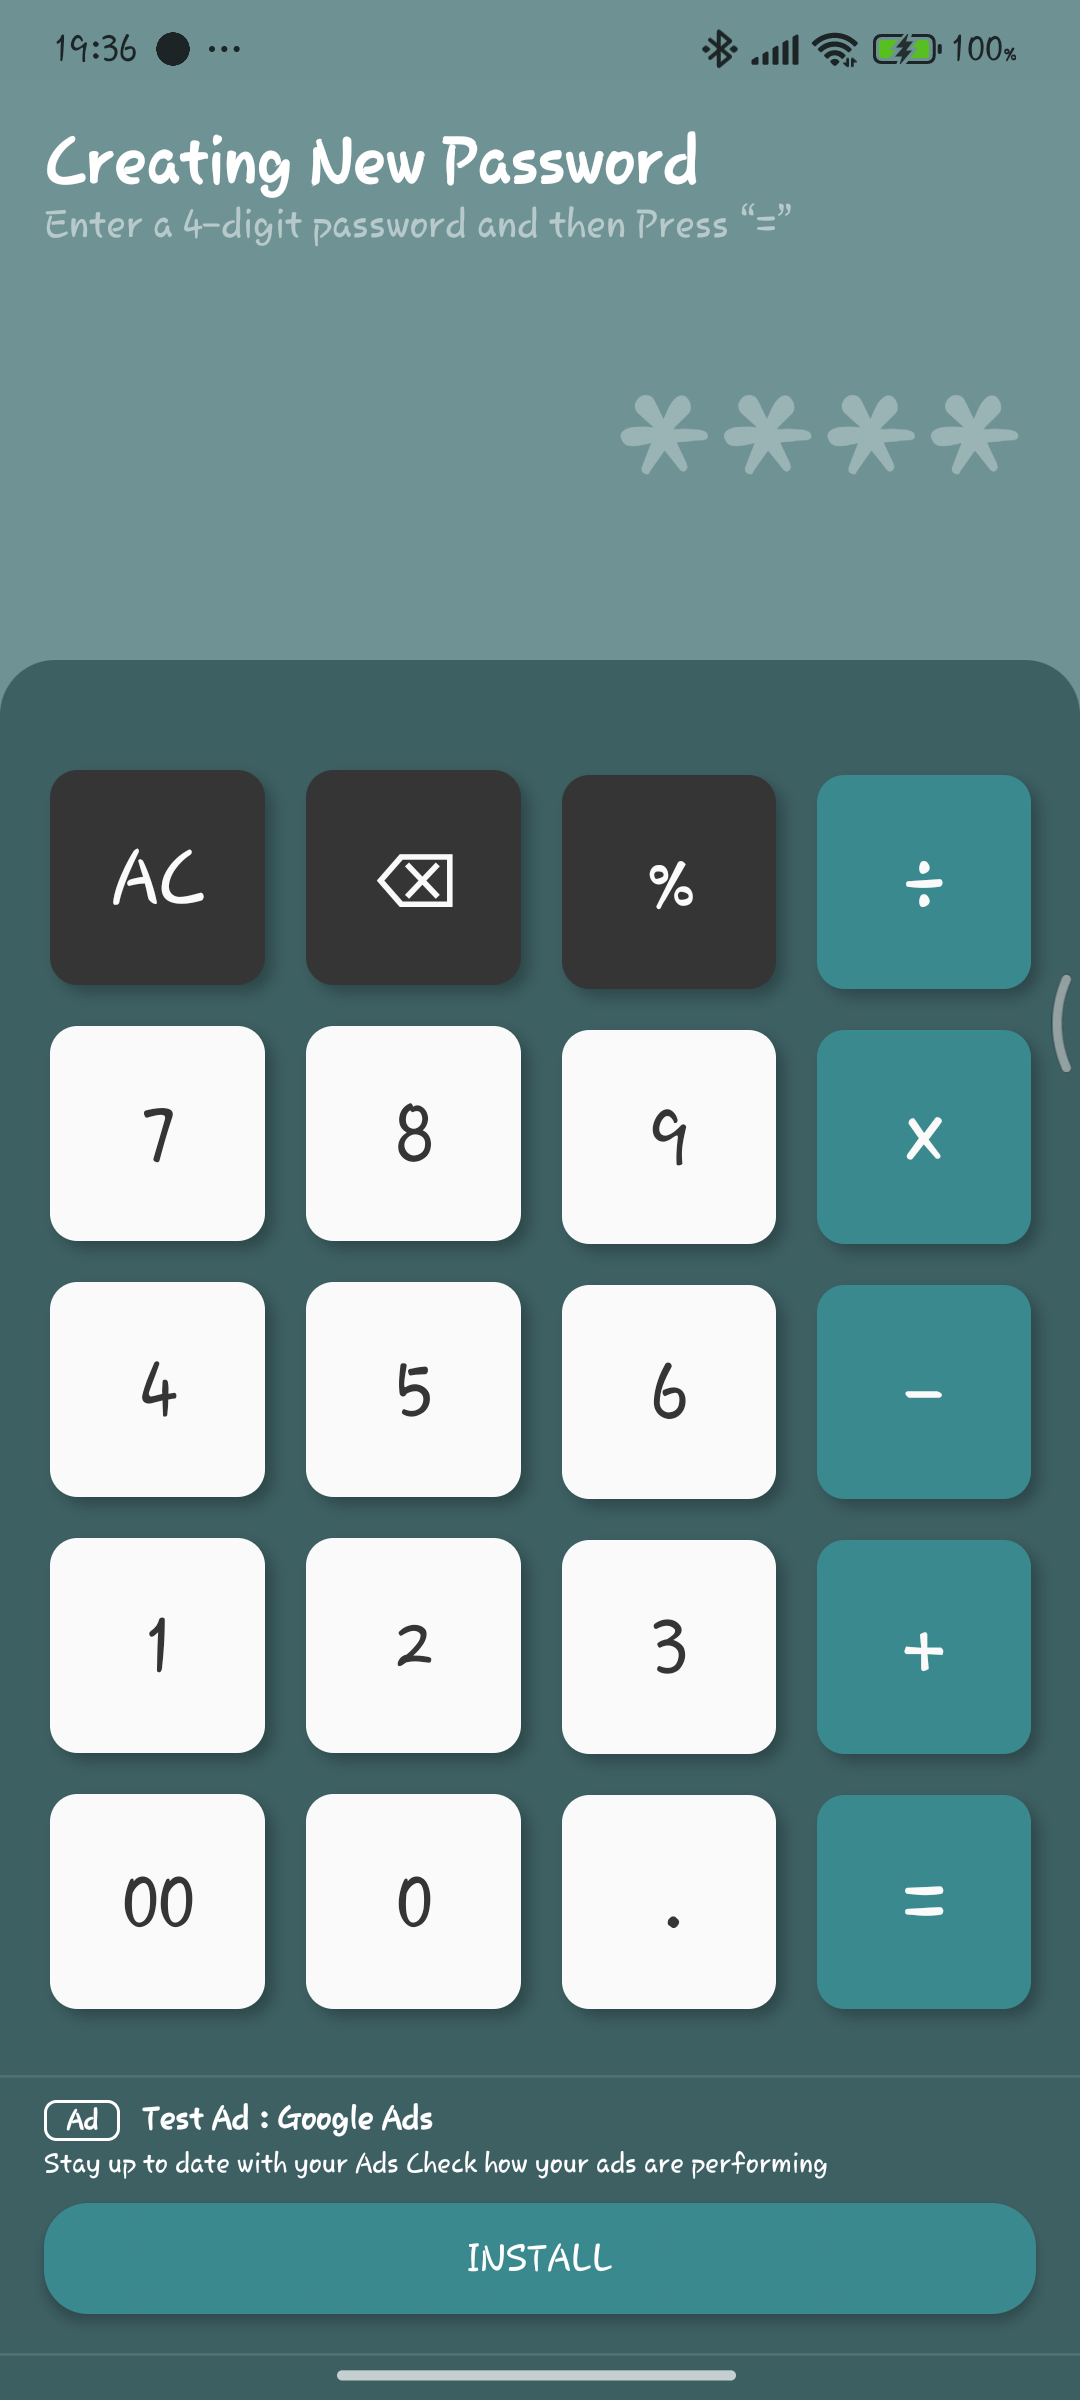 19:36 ... 100%
Creating New Password
Enter a 4-digit password and then Press “=”
* * * *
AC % ÷
7 8 9 x
4 5 6 -
1 2 3 +
00 0 . =
Ad Test Ad : Google Ads
Stay up to date with your Ads Check how your ads are performing
INSTALL